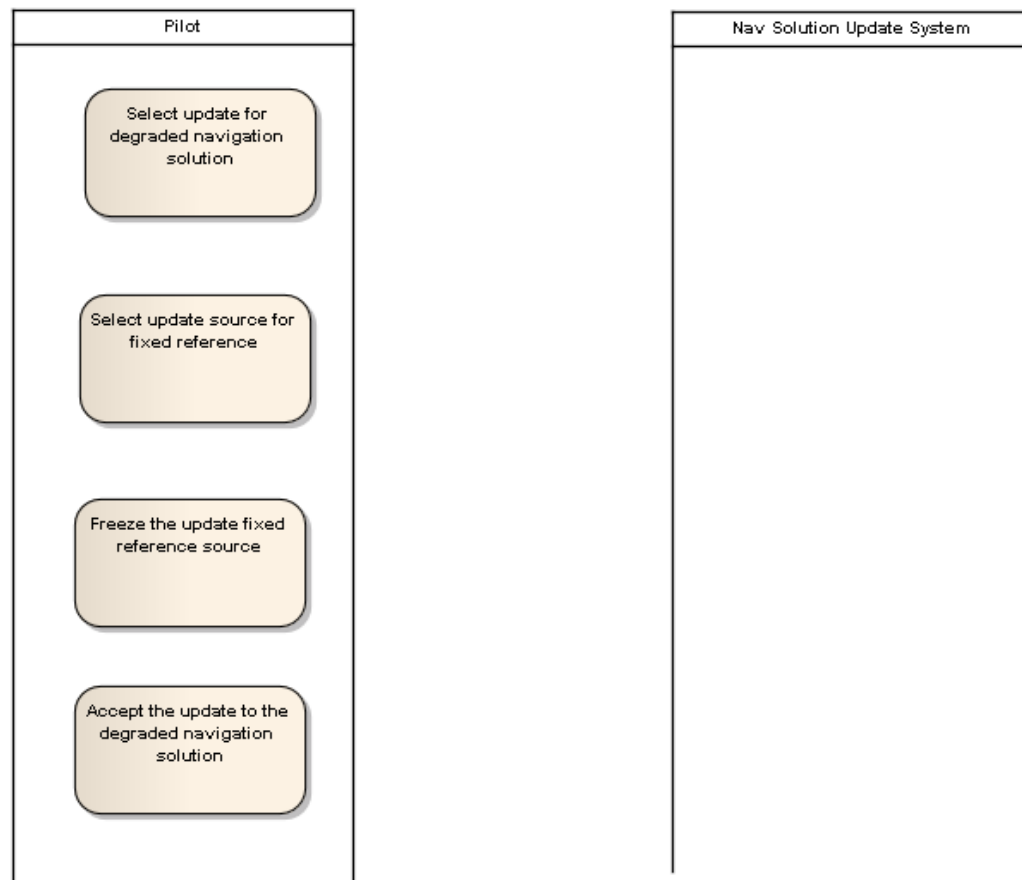 Pilot
Nav Solution Update System
Select update for
degraded navigation
solution
Select update source for
fixed reference
Freeze the update fixed
reference source
Accept the update to the
degraded navigation
solution